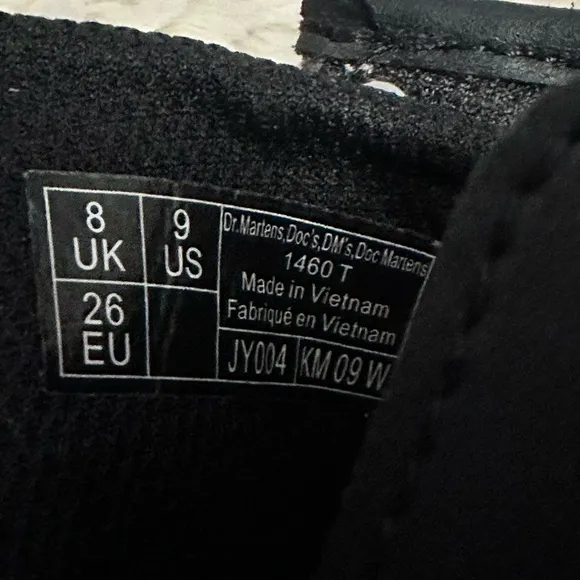 8
UK
9
US
26
EU
Dr.Martens,Doc's,DM's,Doc Martens
1460 T
Made in Vietnam
Fabriqué en Vietnam
JY004 KM 09 W